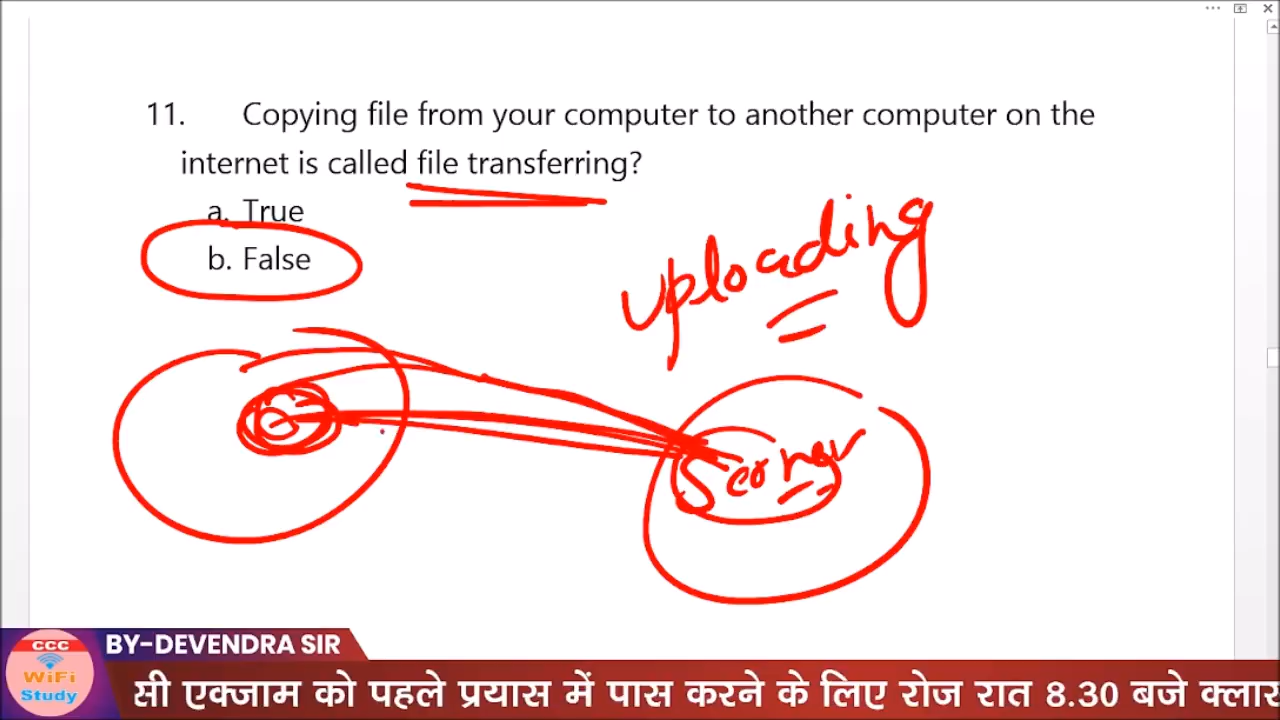 11. Copying file from your computer to another computer on the
internet is called file transferring?
a. True
b. False
uploading
Server
CCC
WiFi
Study
BY-DEVENDRA SIR
सी एक्जाम को पहले प्रयास में पास करने के लिए रोज रात 8.30 बजे क्लास